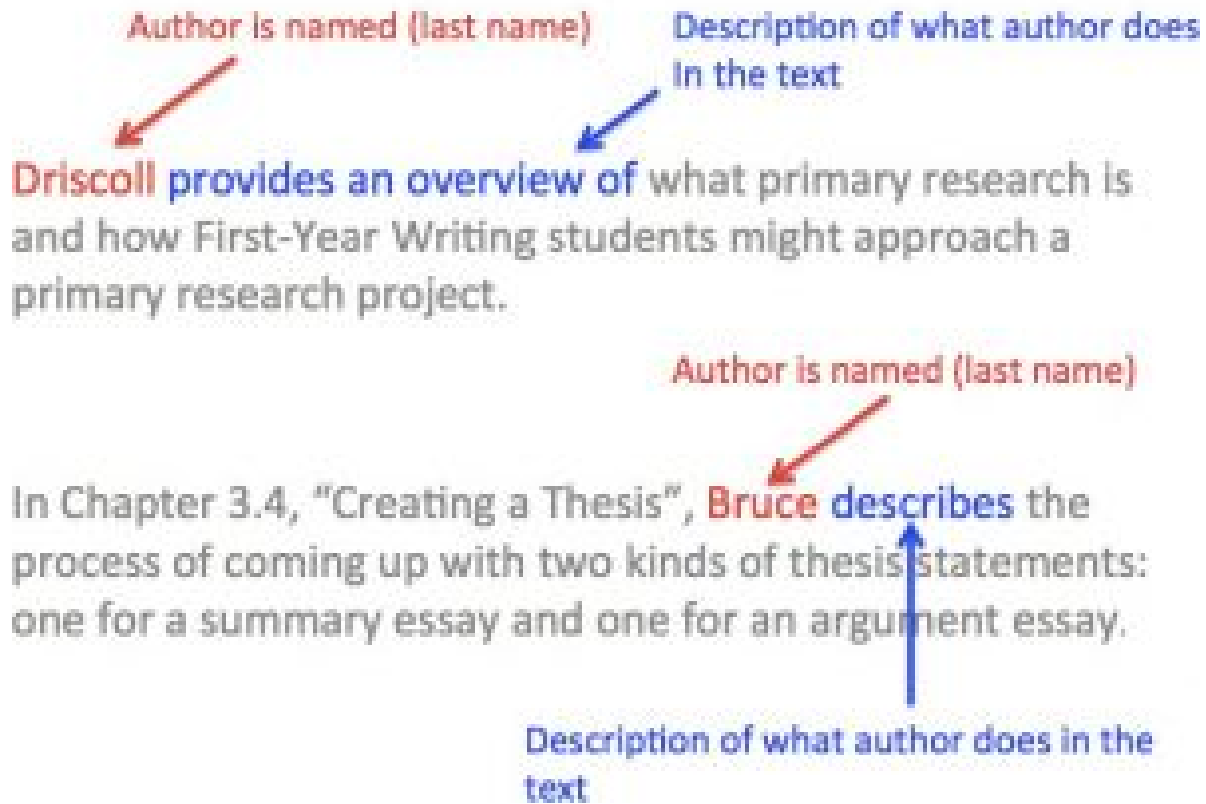 Author is named (last name)
Description of what author does
In the text
Driscoll provides an overview of what primary research is
and how First-Year Writing students might approach a
primary research project.
Author is named (last name)
In Chapter 3.4, “Creating a Thesis”, Bruce describes the
process of coming up with two kinds of thesis statements:
one for a summary essay and one for an argument essay.
Description of what author does in the
text